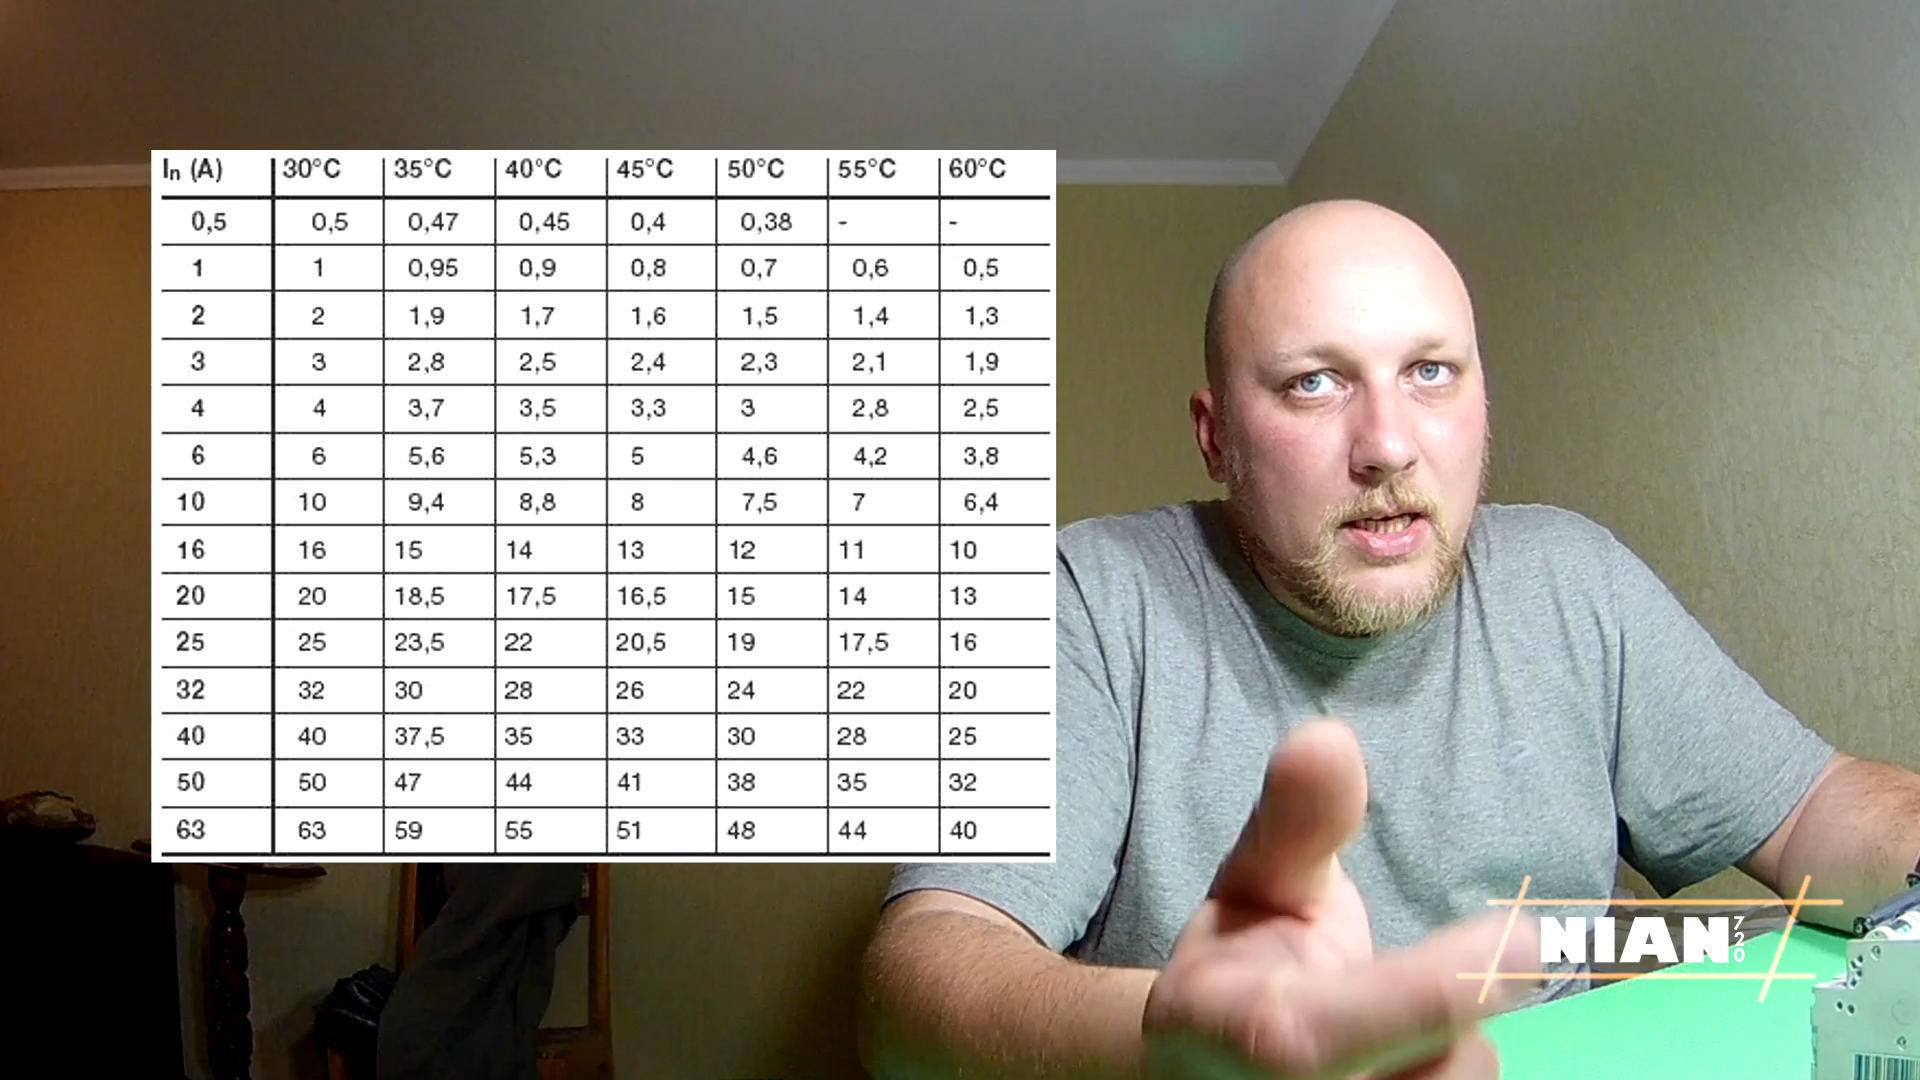 In (A) 30°C 35°C 40°C 45°C 50°C 55°C 60°C
0,5 0,5 0,47 0,45 0,4 0,38 - -
1 1 0,95 0,9 0,8 0,7 0,6 0,5
2 2 1,9 1,7 1,6 1,5 1,4 1,3
3 3 2,8 2,5 2,4 2,3 2,1 1,9
4 4 3,7 3,5 3,3 3 2,8 2,5
6 6 5,6 5,3 5 4,6 4,2 3,8
10 10 9,4 8,8 8 7,5 7 6,4
16 16 15 14 13 12 11 10
20 20 18,5 17,5 16,5 15 14 13
25 25 23,5 22 20,5 19 17,5 16
32 32 30 28 26 24 22 20
40 40 37,5 35 33 30 28 25
50 50 47 44 41 38 35 32
63 63 59 55 51 48 44 40
NIAN 720